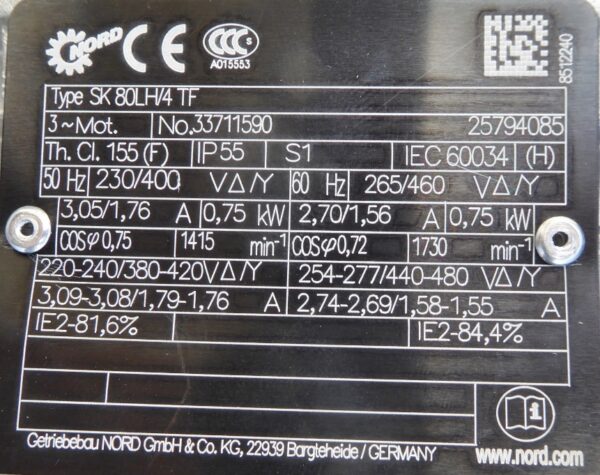 NORD CE CCC S
A015553
8512240
Type SK 80LH/4 TF
3~Mot. No. 33711590 25794085
Th. Cl. 155 (F) IP55 S1 IEC 60034 (H)
50 Hz 230/400 V Δ/Y 60 Hz 265/460 V Δ/Y
3,05/1,76 A 0,75 kW 2,70/1,56 A 0,75 kW
COSφ0,75 1415 min⁻¹ COSφ0,72 1730 min⁻¹
220-240/380-420V Δ/Y 254-277/440-480 V Δ/Y
3,09-3,08/1,79-1,76 A 2,74-2,69/1,58-1,55 A
IE2-81,6% IE2-84,4%
Getriebebau NORD GmbH & Co. KG, 22939 Bargteheide / GERMANY www.nord.com